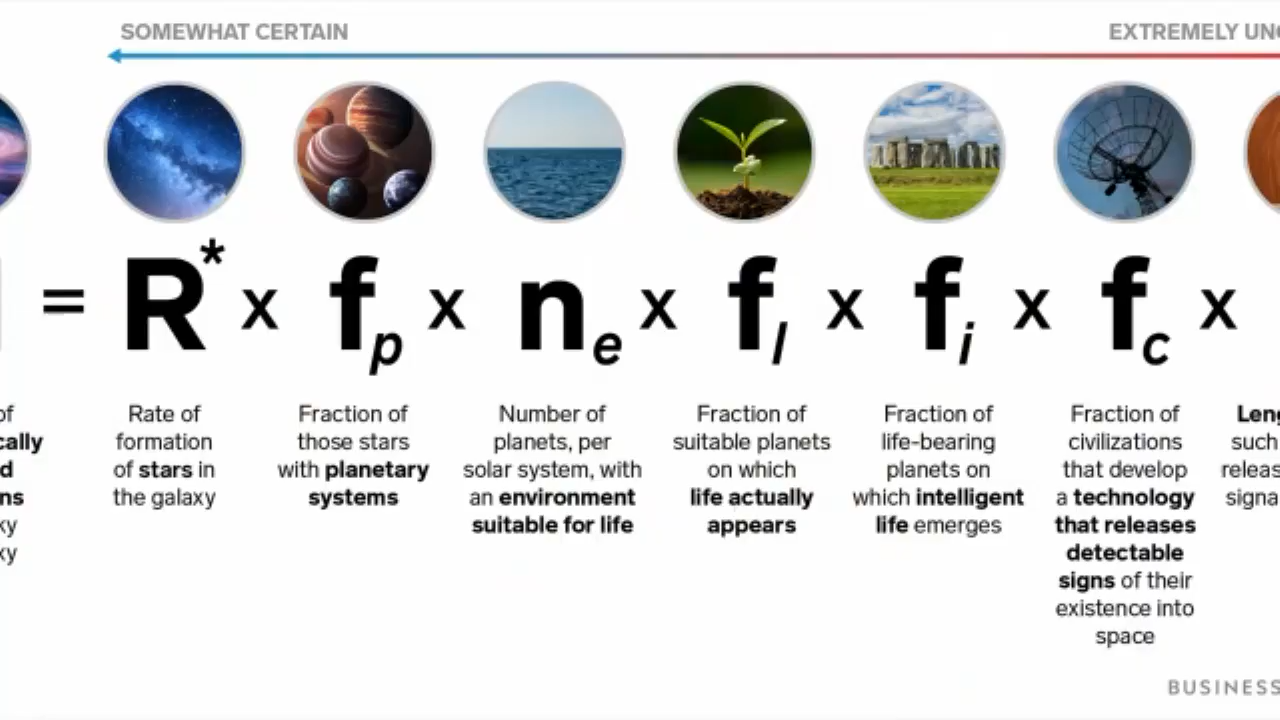 SOMEWHAT CERTAIN
EXTREMELY UNC
= R* x fp x ne x fl x fi x fc x
of
cally
d
ns
ky
xy
Rate of
formation
of stars in
the galaxy
Fraction of
those stars
with planetary
systems
Number of
planets, per
solar system, with
an environment
suitable for life
Fraction of
suitable planets
on which
life actually
appears
Fraction of
life-bearing
planets on
which intelligent
life emerges
Fraction of
civilizations
that develop
a technology
that releases
detectable
signs of their
existence into
space
Leng
such
releas
signa
BUSINESS